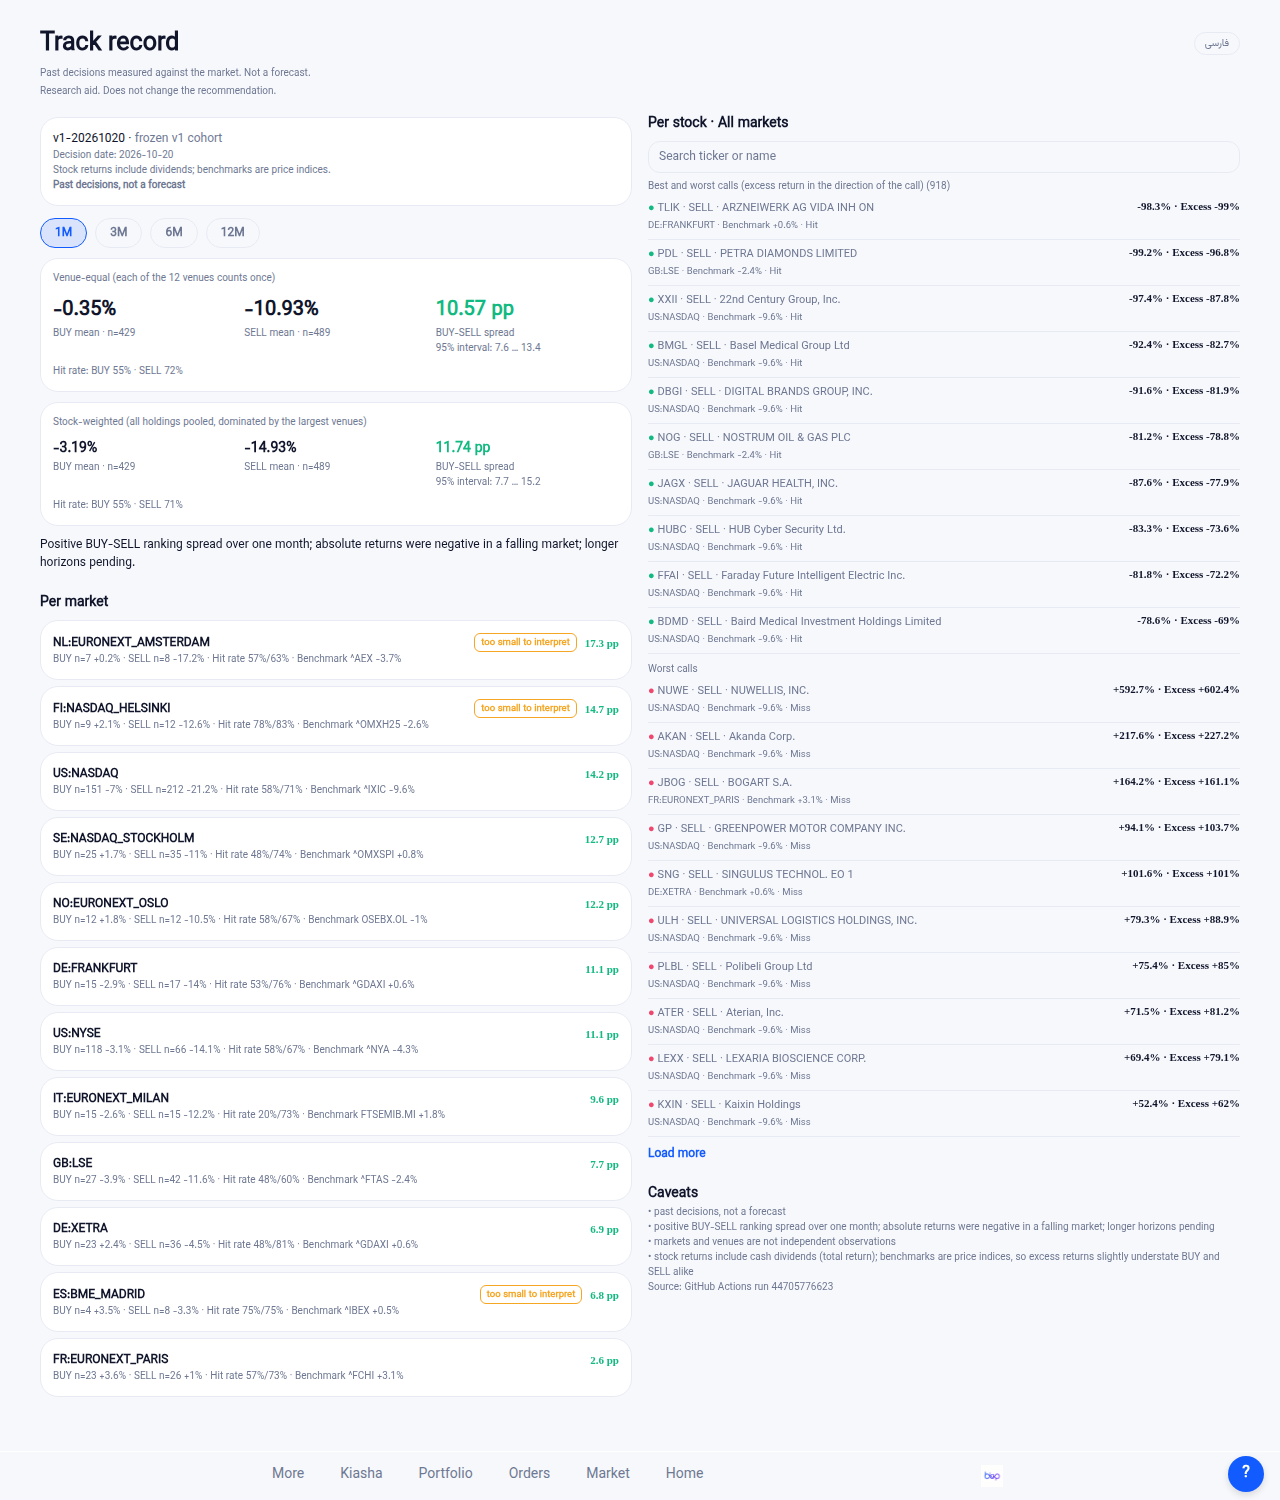 Track record
فارسی
Past decisions measured against the market. Not a forecast.
Research aid. Does not change the recommendation.
v1-20261020 · frozen v1 cohort
Decision date: 2026-10-20
Stock returns include dividends; benchmarks are price indices.
Past decisions, not a forecast
1M 3M 6M 12M
Venue-equal (each of the 12 venues counts once)
-0.35% -10.93% 10.57 pp
BUY mean · n=429 SELL mean · n=489 BUY-SELL spread
95% interval: 7.6 … 13.4
Hit rate: BUY 55% · SELL 72%
Stock-weighted (all holdings pooled, dominated by the largest venues)
-3.19% -14.93% 11.74 pp
BUY mean · n=429 SELL mean · n=489 BUY-SELL spread
95% interval: 7.7 … 15.2
Hit rate: BUY 55% · SELL 71%
Positive BUY-SELL ranking spread over one month; absolute returns were negative in a falling market; longer
horizons pending.
Per market
NL:EURONEXT_AMSTERDAM too small to interpret 17.3 pp
BUY n=7 +0.2% · SELL n=8 -17.2% · Hit rate 57%/63% · Benchmark ^AEX -3.7%
FI:NASDAQ_HELSINKI too small to interpret 14.7 pp
BUY n=9 +2.1% · SELL n=12 -12.6% · Hit rate 78%/83% · Benchmark ^OMXH25 -2.6%
US:NASDAQ 14.2 pp
BUY n=151 -7% · SELL n=212 -21.2% · Hit rate 58%/71% · Benchmark ^IXIC -9.6%
SE:NASDAQ_STOCKHOLM 12.7 pp
BUY n=25 +1.7% · SELL n=35 -11% · Hit rate 48%/74% · Benchmark ^OMXSPI +0.8%
NO:EURONEXT_OSLO 12.2 pp
BUY n=12 +1.8% · SELL n=12 -10.5% · Hit rate 58%/67% · Benchmark OSEBX.OL -1%
DE:FRANKFURT 11.1 pp
BUY n=15 -2.9% · SELL n=17 -14% · Hit rate 53%/76% · Benchmark ^GDAXI +0.6%
US:NYSE 11.1 pp
BUY n=118 -3.1% · SELL n=66 -14.1% · Hit rate 58%/67% · Benchmark ^NYA -4.3%
IT:EURONEXT_MILAN 9.6 pp
BUY n=15 -2.6% · SELL n=15 -12.2% · Hit rate 20%/73% · Benchmark FTSEMIB.MI +1.8%
GB:LSE 7.7 pp
BUY n=27 -3.9% · SELL n=42 -11.6% · Hit rate 48%/60% · Benchmark ^FTAS -2.4%
DE:XETRA 6.9 pp
BUY n=23 +2.4% · SELL n=36 -4.5% · Hit rate 48%/81% · Benchmark ^GDAXI +0.6%
ES:BME_MADRID too small to interpret 6.8 pp
BUY n=4 +3.5% · SELL n=8 -3.3% · Hit rate 75%/75% · Benchmark ^IBEX +0.5%
FR:EURONEXT_PARIS 2.6 pp
BUY n=23 +3.6% · SELL n=26 +1% · Hit rate 57%/73% · Benchmark ^FCHI +3.1%
Per stock · All markets
Search ticker or name
Best and worst calls (excess return in the direction of the call) (918)
● TLIK · SELL · ARZNEIWERK AG VIDA INH ON -98.3% · Excess -99%
DE:FRANKFURT · Benchmark +0.6% · Hit
● PDL · SELL · PETRA DIAMONDS LIMITED -99.2% · Excess -96.8%
GB:LSE · Benchmark -2.4% · Hit
● XXII · SELL · 22nd Century Group, Inc. -97.4% · Excess -87.8%
US:NASDAQ · Benchmark -9.6% · Hit
● BMGL · SELL · Basel Medical Group Ltd -92.4% · Excess -82.7%
US:NASDAQ · Benchmark -9.6% · Hit
● DBGI · SELL · DIGITAL BRANDS GROUP, INC. -91.6% · Excess -81.9%
US:NASDAQ · Benchmark -9.6% · Hit
● NOG · SELL · NOSTRUM OIL & GAS PLC -81.2% · Excess -78.8%
GB:LSE · Benchmark -2.4% · Hit
● JAGX · SELL · JAGUAR HEALTH, INC. -87.6% · Excess -77.9%
US:NASDAQ · Benchmark -9.6% · Hit
● HUBC · SELL · HUB Cyber Security Ltd. -83.3% · Excess -73.6%
US:NASDAQ · Benchmark -9.6% · Hit
● FFAI · SELL · Faraday Future Intelligent Electric Inc. -81.8% · Excess -72.2%
US:NASDAQ · Benchmark -9.6% · Hit
● BDMD · SELL · Baird Medical Investment Holdings Limited -78.6% · Excess -69%
US:NASDAQ · Benchmark -9.6% · Hit
Worst calls
● NUWE · SELL · NUWELLIS, INC. +592.7% · Excess +602.4%
US:NASDAQ · Benchmark -9.6% · Miss
● AKAN · SELL · Akanda Corp. +217.6% · Excess +227.2%
US:NASDAQ · Benchmark -9.6% · Miss
● JBOG · SELL · BOGART S.A. +164.2% · Excess +161.1%
FR:EURONEXT_PARIS · Benchmark +3.1% · Miss
● GP · SELL · GREENPOWER MOTOR COMPANY INC. +94.1% · Excess +103.7%
US:NASDAQ · Benchmark -9.6% · Miss
● SNG · SELL · SINGULUS TECHNOL. EO 1 +101.6% · Excess +101%
DE:XETRA · Benchmark +0.6% · Miss
● ULH · SELL · UNIVERSAL LOGISTICS HOLDINGS, INC. +79.3% · Excess +88.9%
US:NASDAQ · Benchmark -9.6% · Miss
● PLBL · SELL · Polibeli Group Ltd +75.4% · Excess +85%
US:NASDAQ · Benchmark -9.6% · Miss
● ATER · SELL · Aterian, Inc. +71.5% · Excess +81.2%
US:NASDAQ · Benchmark -9.6% · Miss
● LEXX · SELL · LEXARIA BIOSCIENCE CORP. +69.4% · Excess +79.1%
US:NASDAQ · Benchmark -9.6% · Miss
● KXIN · SELL · Kaixin Holdings +52.4% · Excess +62%
US:NASDAQ · Benchmark -9.6% · Miss
Load more
Caveats
• past decisions, not a forecast
• positive BUY-SELL ranking spread over one month; absolute returns were negative in a falling market; longer horizons pending
• markets and venues are not independent observations
• stock returns include cash dividends (total return); benchmarks are price indices, so excess returns slightly understate BUY and
SELL alike
Source: GitHub Actions run 44705776623
More Kiasha Portfolio Orders Market Home
?